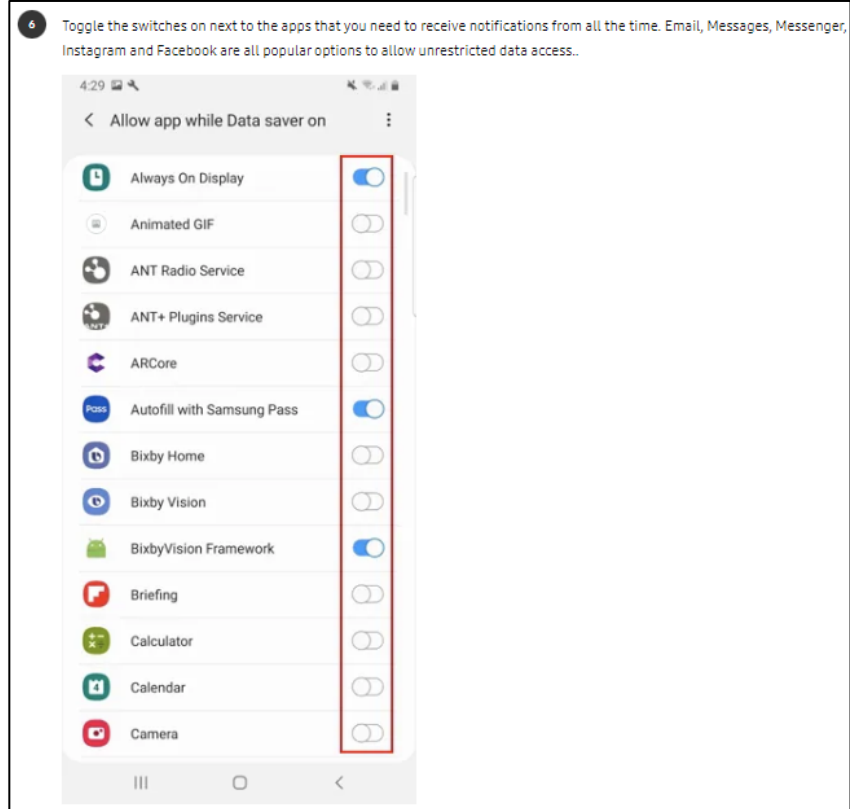 6
Toggle the switches on next to the apps that you need to receive notifications from all the time. Email, Messages, Messenger,
Instagram and Facebook are all popular options to allow unrestricted data access..
4:29
Allow app while Data saver on
Always On Display
Animated GIF
ANT Radio Service
ANT+ Plugins Service
ARCore
Pass Autofill with Samsung Pass
Bixby Home
Bixby Vision
BixbyVision Framework
Briefing
Calculator
4 Calendar
Camera